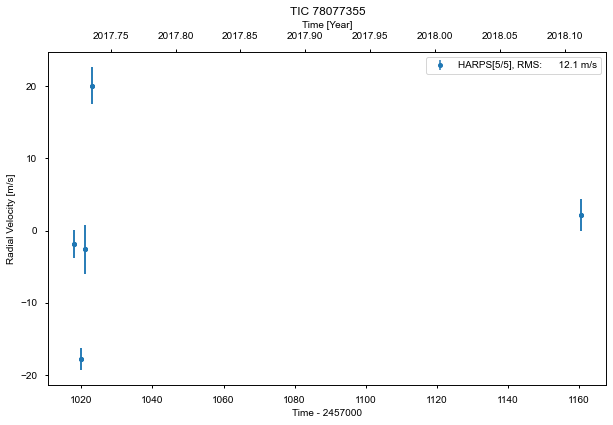 TIC 78077355
Time [Year]
2017.75 2017.80 2017.85 2017.90 2017.95 2018.00 2018.05 2018.10
HARPS[5/5], RMS: 12.1 m/s
20
10
0
−10
−20
Radial Velocity [m/s]
1020 1040 1060 1080 1100 1120 1140 1160
Time - 2457000